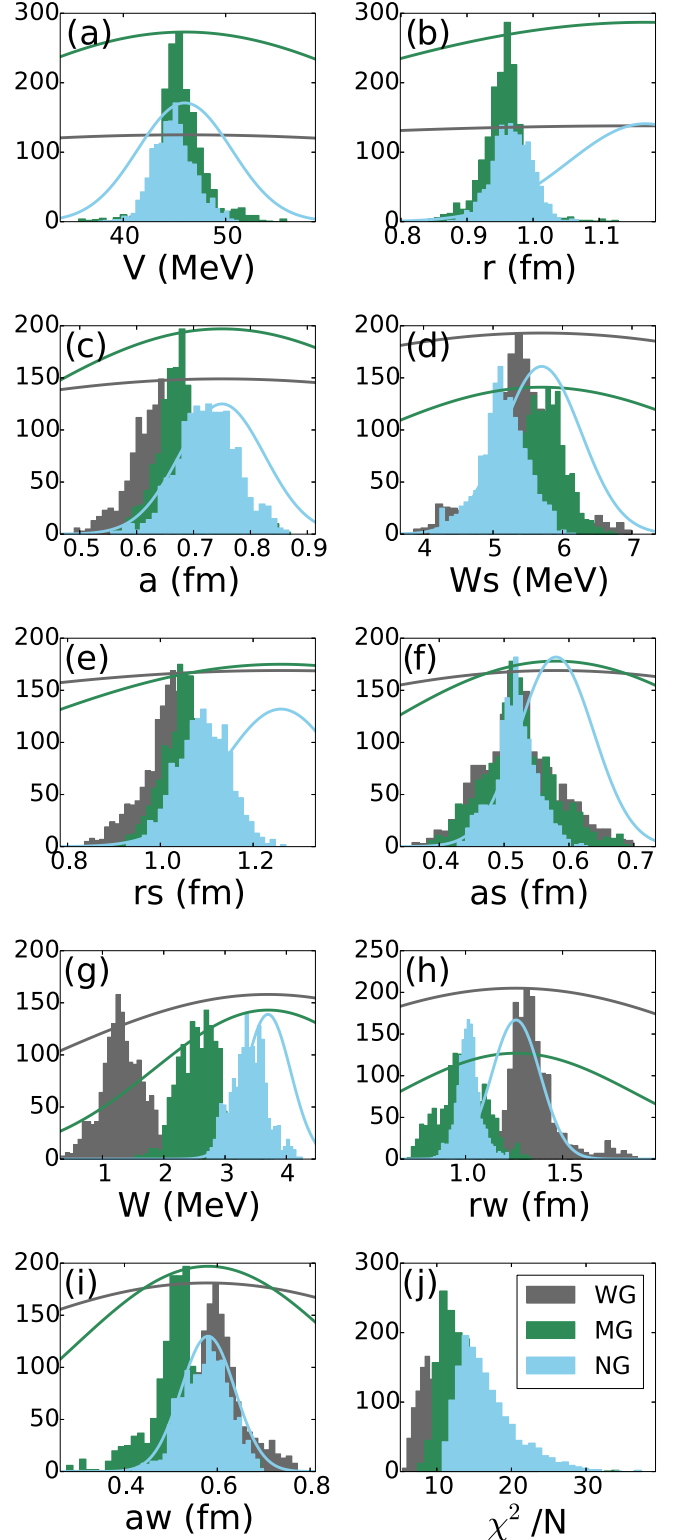 (a) (b)
300 300
200 200
100 100
0 0
40 50 0.8 0.9 1.0 1.1
V (MeV) r (fm)
(c) (d)
200 200
150 150
100 100
50 50
0 0
0.5 0.6 0.7 0.8 0.9 4 5 6 7
a (fm) Ws (MeV)
(e) (f)
200 200
150 150
100 100
50 50
0 0
0.8 1.0 1.2 0.4 0.5 0.6 0.7
rs (fm) as (fm)
(g) (h)
200 250
150 200
100 150
50 100
0 50
0
1 2 3 4 1.0 1.5
W (MeV) rw (fm)
(i) (j)
200 300
150 200
100 100
50 0
0
WG
MG
NG
0.4 0.6 0.8 10 20 30
aw (fm) χ² /N